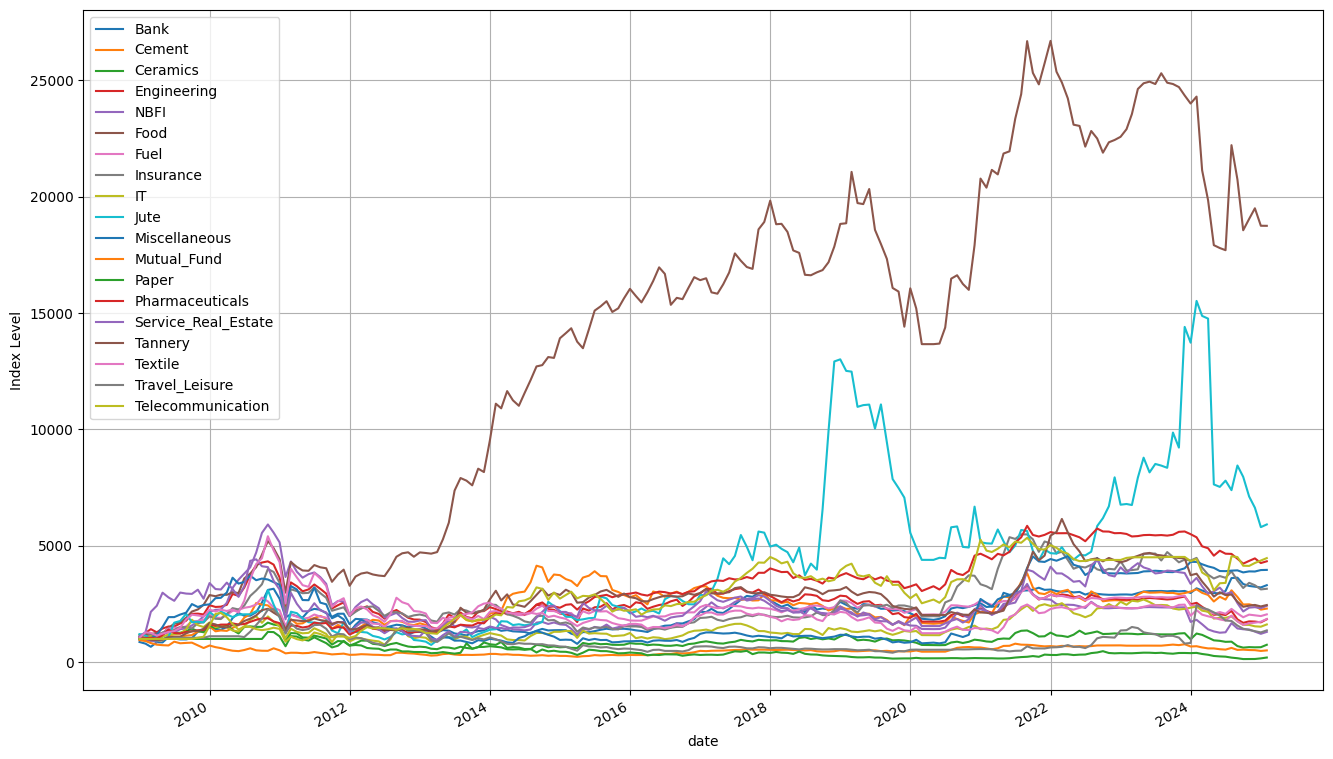 Bank
Cement
Ceramics
Engineering
NBFI
Food
Fuel
Insurance
IT
Jute
Miscellaneous
Mutual_Fund
Paper
Pharmaceuticals
Service_Real_Estate
Tannery
Textile
Travel_Leisure
Telecommunication
25000
20000
15000
10000
5000
0
Index Level
2010 2012 2014 2016 2018 2020 2022 2024
date